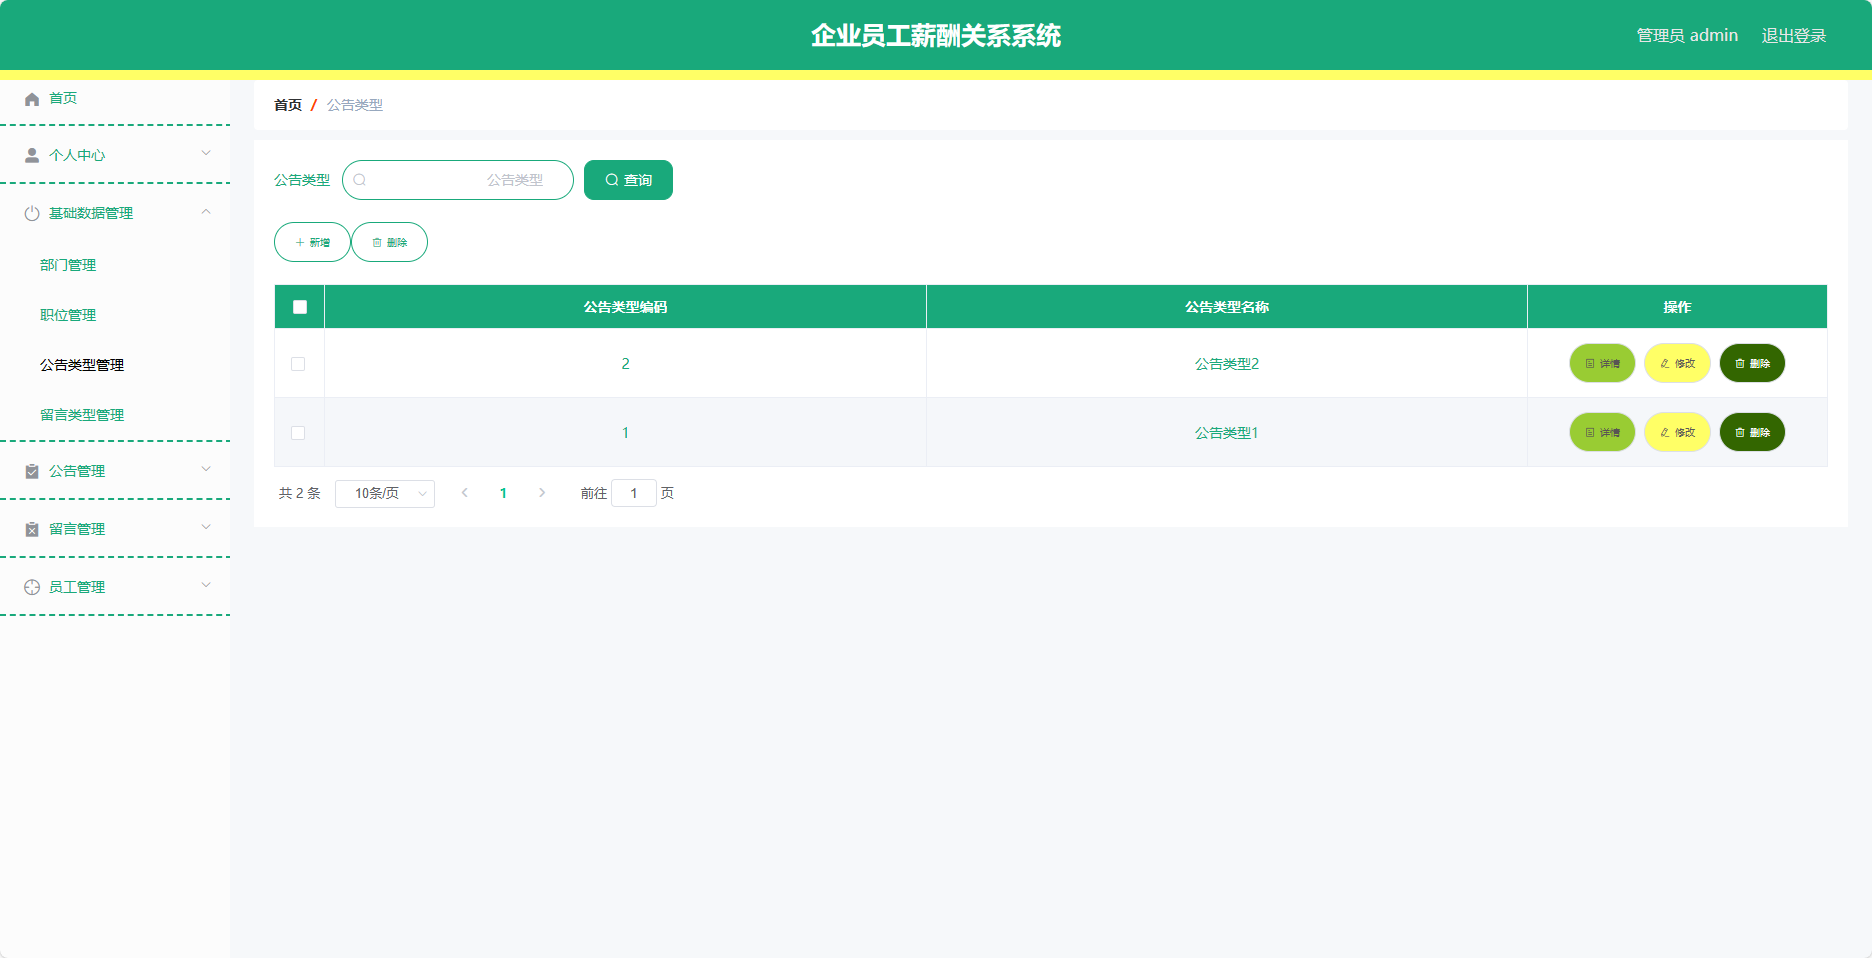 企业员工薪酬关系系统
管理员 admin 退出登录
首页
个人中心
基础数据管理
部门管理
职位管理
公告类型管理
留言类型管理
公告管理
留言管理
员工管理
首页 / 公告类型
公告类型 公告类型 查询
新增 删除
公告类型编码 公告类型名称 操作
2 公告类型2 详情 修改 删除
1 公告类型1 详情 修改 删除
共 2 条 10条/页 1 前往 1 页